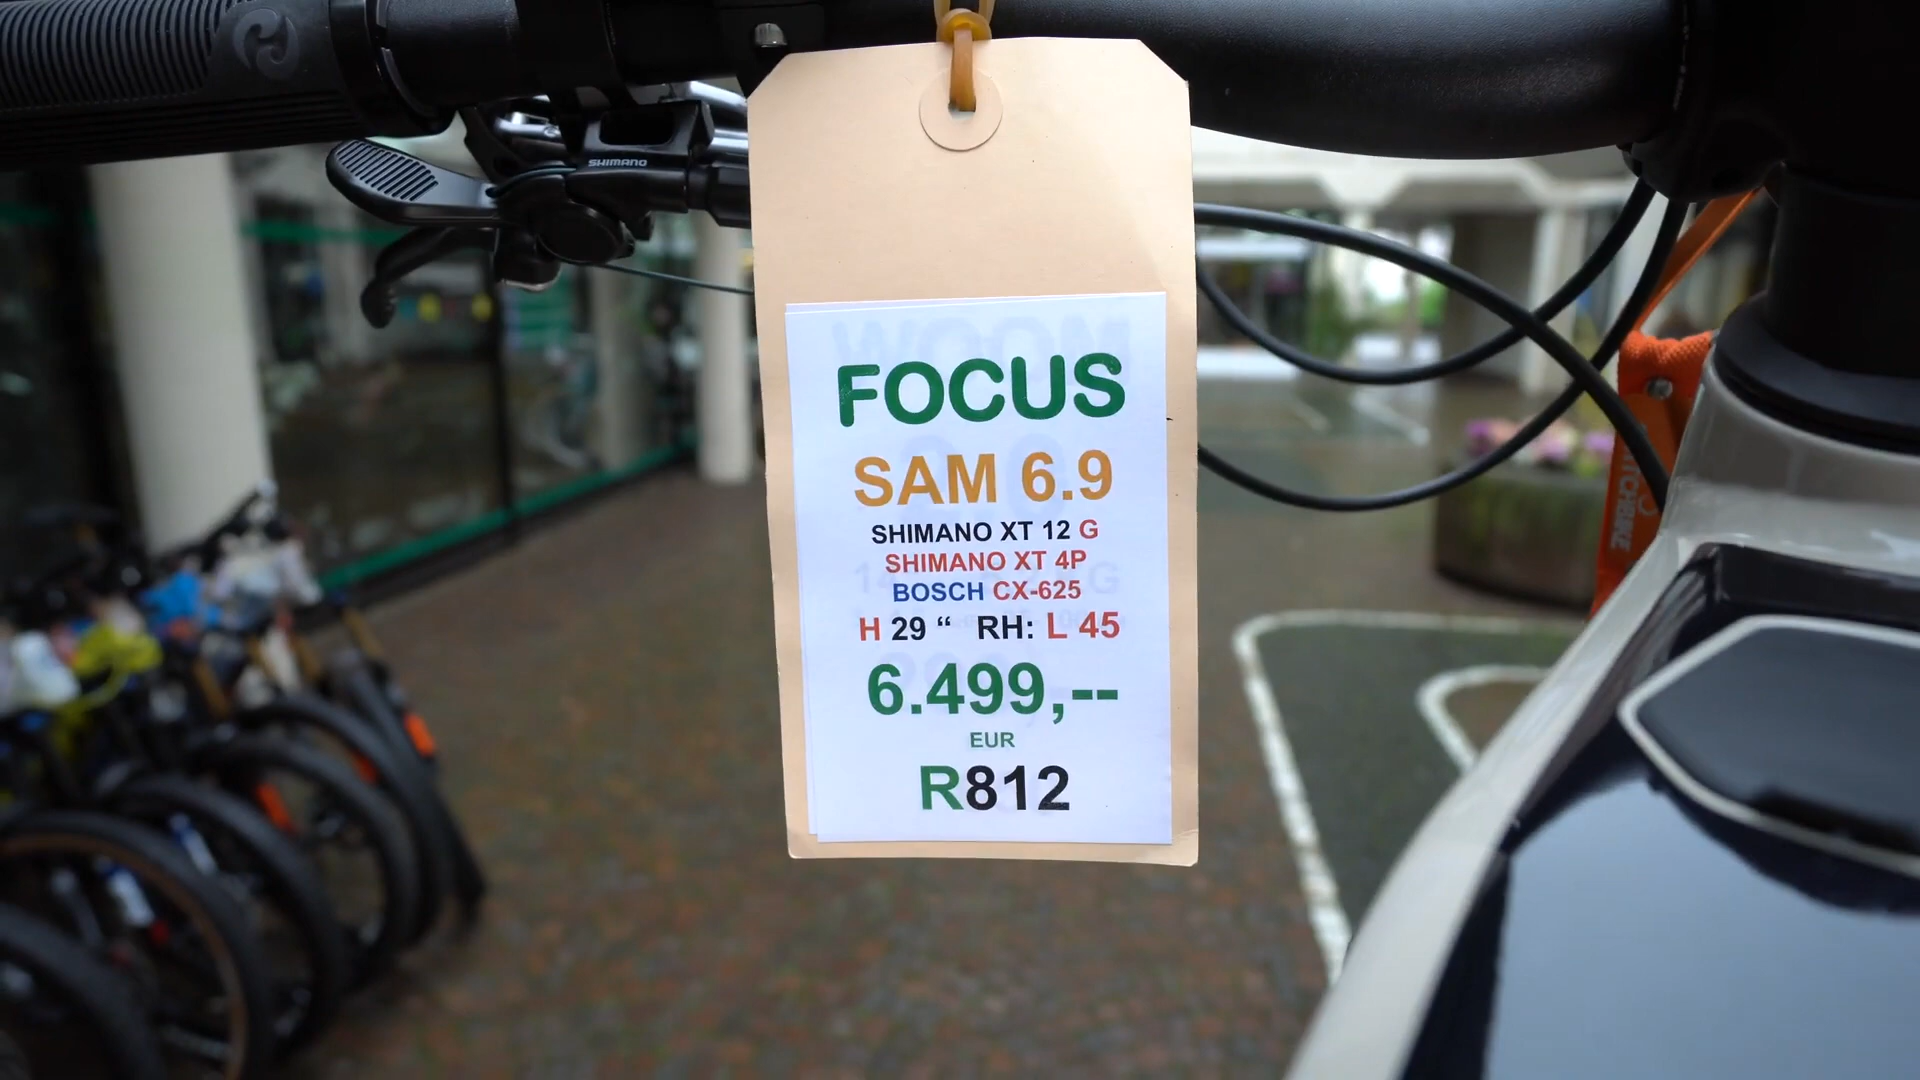 SHIMANO
FOCUS
SAM 6.9
SHIMANO XT 12 G
SHIMANO XT 4P
BOSCH CX-625
H 29 “ RH: L 45
6.499,--
EUR
R812